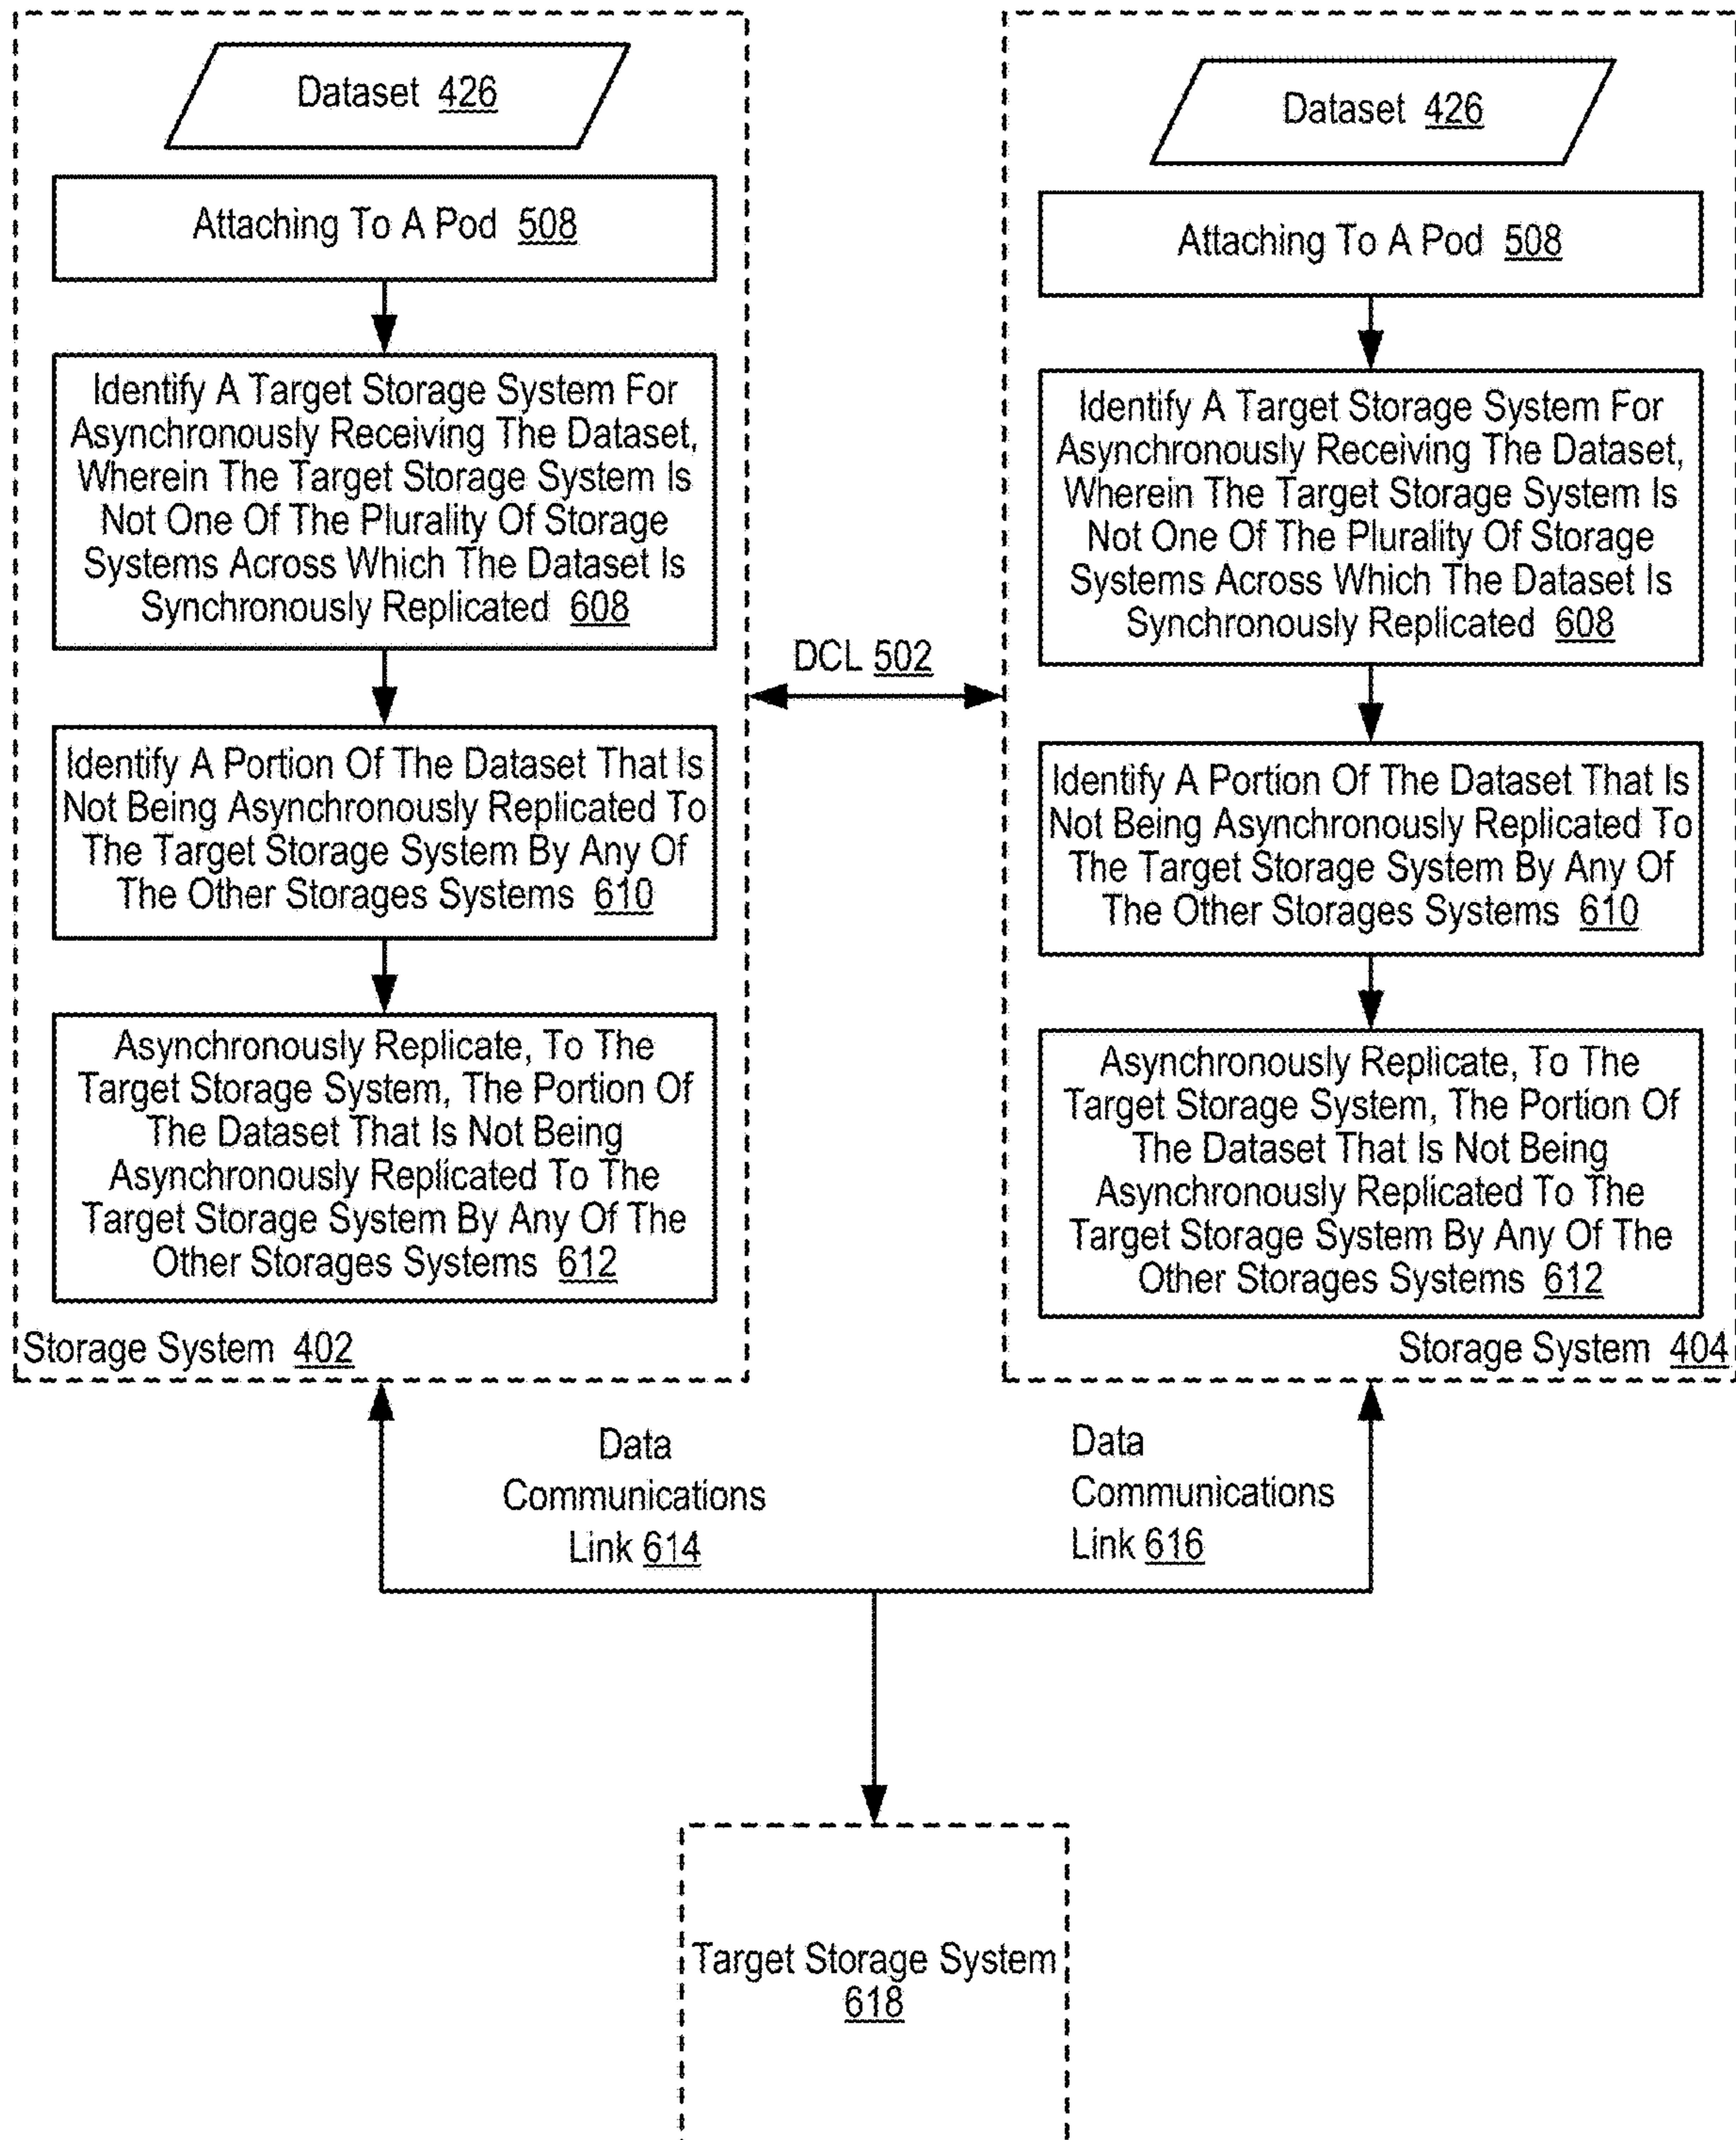 Dataset 426
Attaching To A Pod 508
Identify A Target Storage System For
Asynchronously Receiving The Dataset,
Wherein The Target Storage System Is
Not One Of The Plurality Of Storage
Systems Across Which The Dataset Is
Synchronously Replicated 608
Identify A Portion Of The Dataset That Is
Not Being Asynchronously Replicated To
The Target Storage System By Any Of
The Other Storages Systems 610
Asynchronously Replicate, To The
Target Storage System, The Portion Of
The Dataset That Is Not Being
Asynchronously Replicated To The
Target Storage System By Any Of The
Other Storages Systems 612
Storage System 402
DCL 502
Dataset 426
Attaching To A Pod 508
Identify A Target Storage System For
Asynchronously Receiving The Dataset,
Wherein The Target Storage System Is
Not One Of The Plurality Of Storage
Systems Across Which The Dataset Is
Synchronously Replicated 608
Identify A Portion Of The Dataset That Is
Not Being Asynchronously Replicated To
The Target Storage System By Any Of
The Other Storages Systems 610
Asynchronously Replicate, To The
Target Storage System, The Portion Of
The Dataset That Is Not Being
Asynchronously Replicated To The
Target Storage System By Any Of The
Other Storages Systems 612
Storage System 404
Data
Communications
Link 614
Data
Communications
Link 616
Target Storage System
618